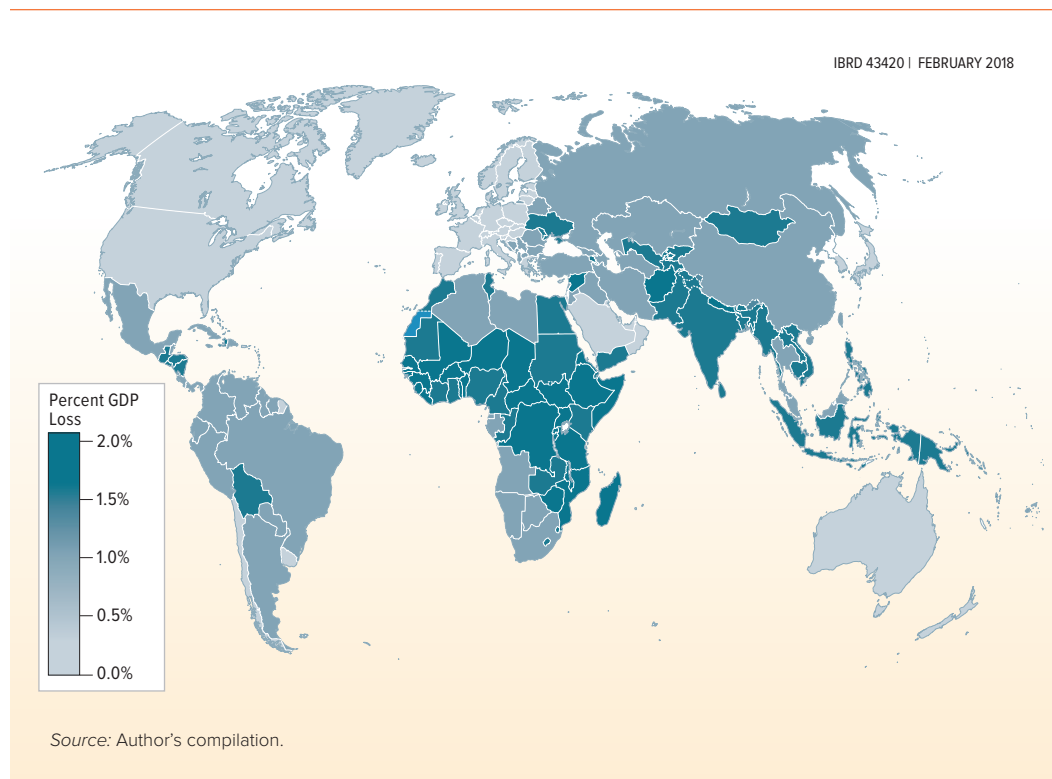 IBRD 43420 | FEBRUARY 2018
Percent GDP
Loss
2.0%
1.5%
1.0%
0.5%
0.0%
Source: Author’s compilation.